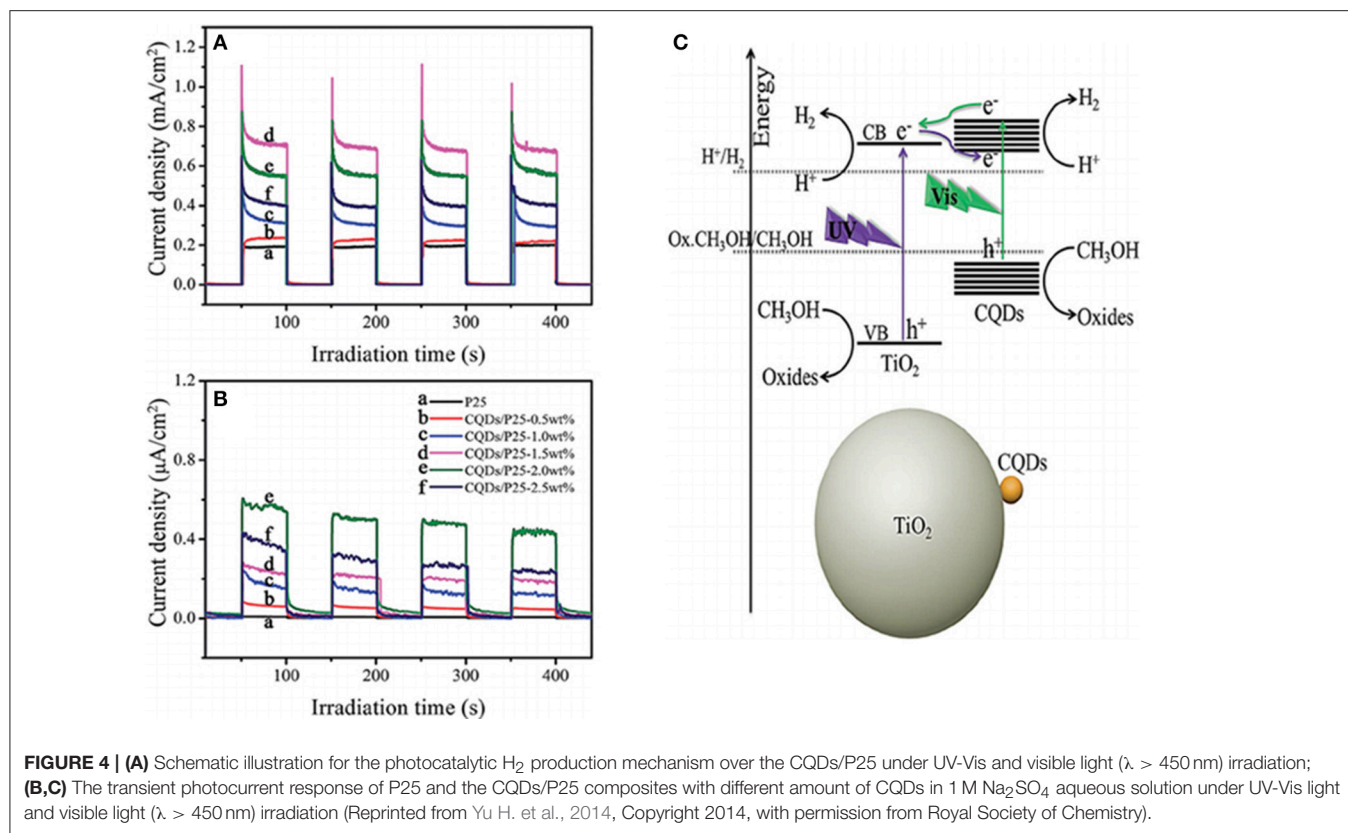 A
Current density (mA/cm²)
1.2
1.0
0.8
0.6
0.4
0.2
0.0
d
e
f
c
b
a
100 200 300 400
Irradiation time (s)
B
Current density (μA/cm²)
1.2
0.8
0.4
0.0
a P25
b CQDs/P25-0.5wt%
c CQDs/P25-1.0wt%
d CQDs/P25-1.5wt%
e CQDs/P25-2.0wt%
f CQDs/P25-2.5wt%
e
f
d
c
b
a
100 200 300 400
Irradiation time (s)
C
Energy
H₂
CB e⁻
e⁻
e⁻
H₂
H⁺/H₂
H⁺
H⁺
Vis
UV
Ox.CH₃OH/CH₃OH
h⁺
CH₃OH
CQDs
Oxides
CH₃OH
VB h⁺
TiO₂
Oxides
CQDs
TiO₂
FIGURE 4 | (A) Schematic illustration for the photocatalytic H₂ production mechanism over the CQDs/P25 under UV-Vis and visible light (λ > 450 nm) irradiation;
(B,C) The transient photocurrent response of P25 and the CQDs/P25 composites with different amount of CQDs in 1 M Na₂SO₄ aqueous solution under UV-Vis light
and visible light (λ > 450 nm) irradiation (Reprinted from Yu H. et al., 2014, Copyright 2014, with permission from Royal Society of Chemistry).